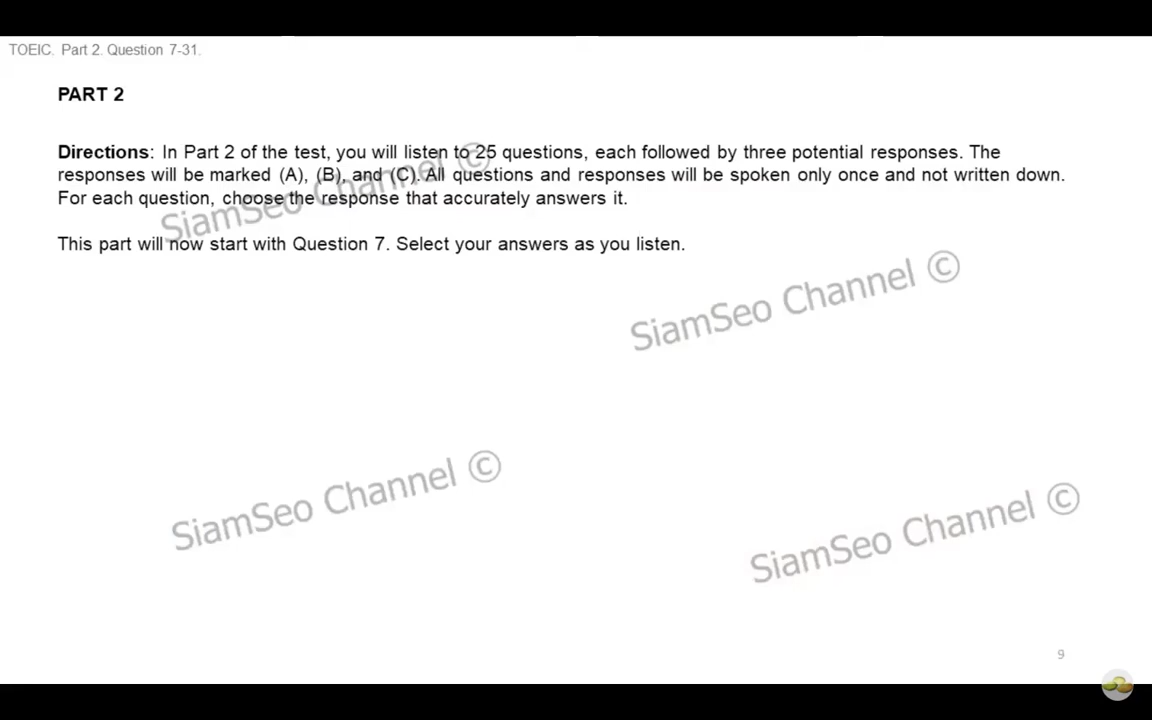 TOEIC. Part 2. Question 7-31.
PART 2
Directions: In Part 2 of the test, you will listen to 25 questions, each followed by three potential responses. The
responses will be marked (A), (B), and (C). All questions and responses will be spoken only once and not written down.
For each question, choose the response that accurately answers it.
SiamSeo Channel ©
This part will now start with Question 7. Select your answers as you listen.
SiamSeo Channel ©
SiamSeo Channel ©
SiamSeo Channel ©
9